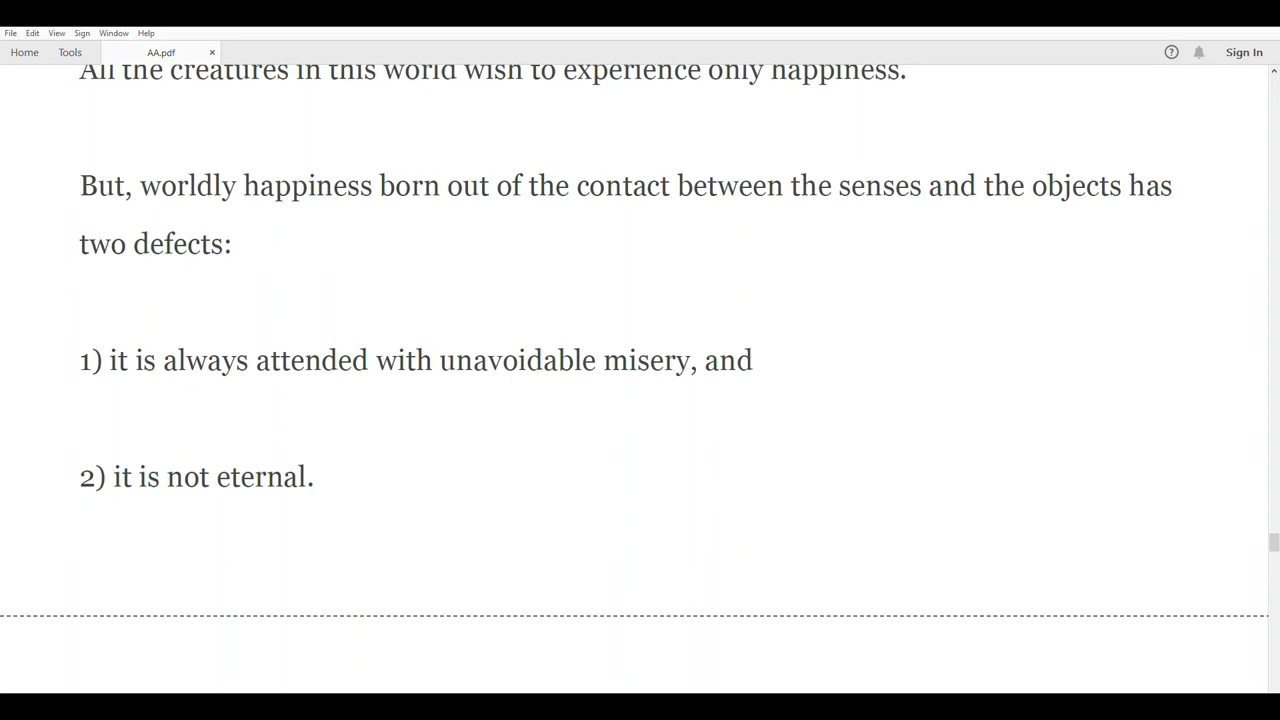 File Edit View Sign Window Help
Home Tools AA.pdf × ? Sign In
All the creatures in this world wish to experience only happiness.
But, worldly happiness born out of the contact between the senses and the objects has
two defects:
1) it is always attended with unavoidable misery, and
2) it is not eternal.